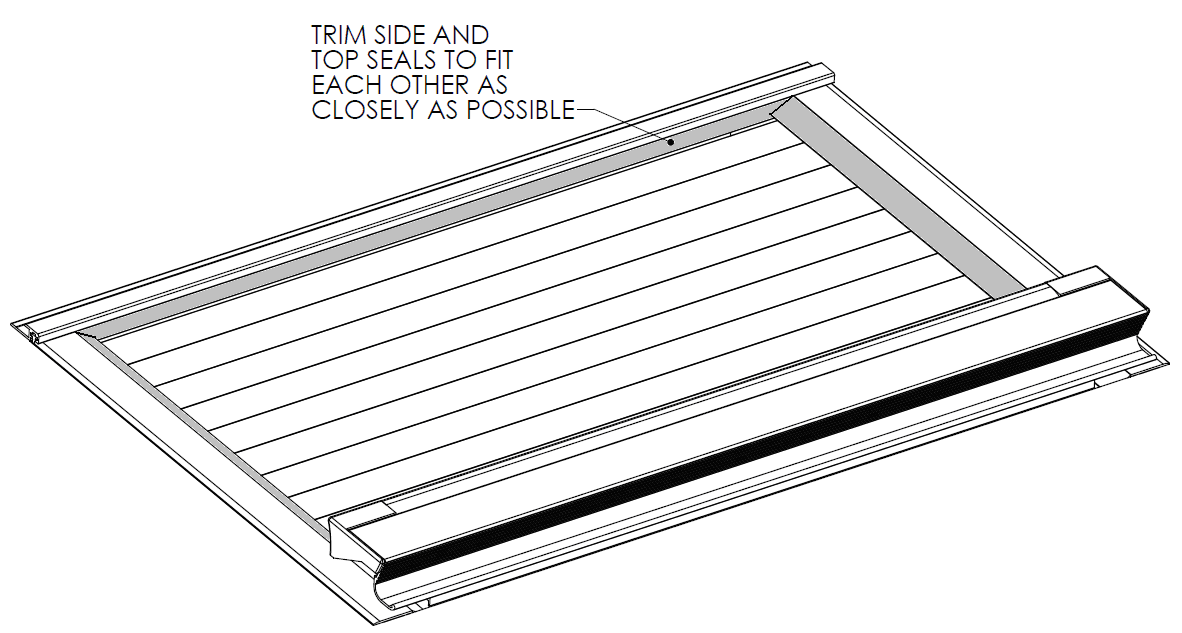 TRIM SIDE AND
TOP SEALS TO FIT
EACH OTHER AS
CLOSELY AS POSSIBLE